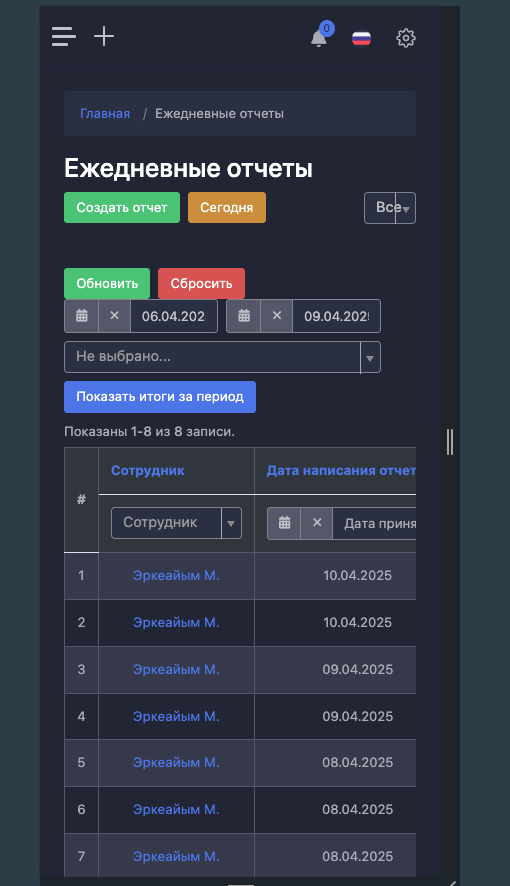 0
Главная / Ежедневные отчеты
Ежедневные отчеты
Создать отчет Сегодня Все
Обновить Сбросить
06.04.202 09.04.202
Не выбрано...
Показать итоги за период
Показаны 1-8 из 8 записи.
# Сотрудник Дата написания отчет
Сотрудник Дата приня
1 Эркеайым М. 10.04.2025
2 Эркеайым М. 10.04.2025
3 Эркеайым М. 09.04.2025
4 Эркеайым М. 09.04.2025
5 Эркеайым М. 08.04.2025
6 Эркеайым М. 08.04.2025
7 Эркеайым М. 08.04.2025